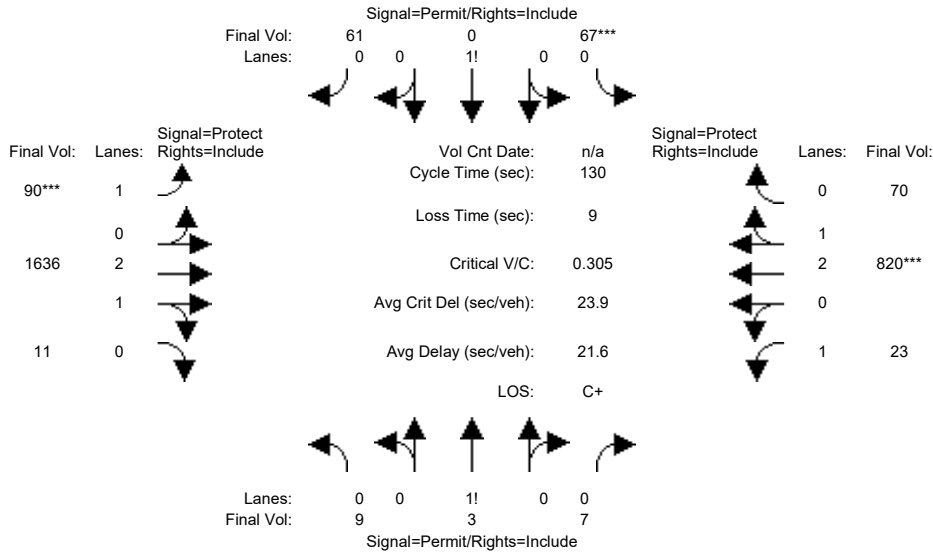 Signal=Permit/Rights=Include
Final Vol: 61 0 67***
Lanes: 0 0 1! 0 0
Signal=Protect Signal=Protect
Final Vol: Lanes: Rights=Include Vol Cnt Date: n/a Rights=Include Lanes: Final Vol:
Cycle Time (sec): 130
90*** 1 0 70
Loss Time (sec): 9
0 1
1636 2 Critical V/C: 0.305 2 820***
1 Avg Crit Del (sec/veh): 23.9 0
11 0 Avg Delay (sec/veh): 21.6 1 23
LOS: C+
Lanes: 0 0 1! 0 0
Final Vol: 9 3 7
Signal=Permit/Rights=Include